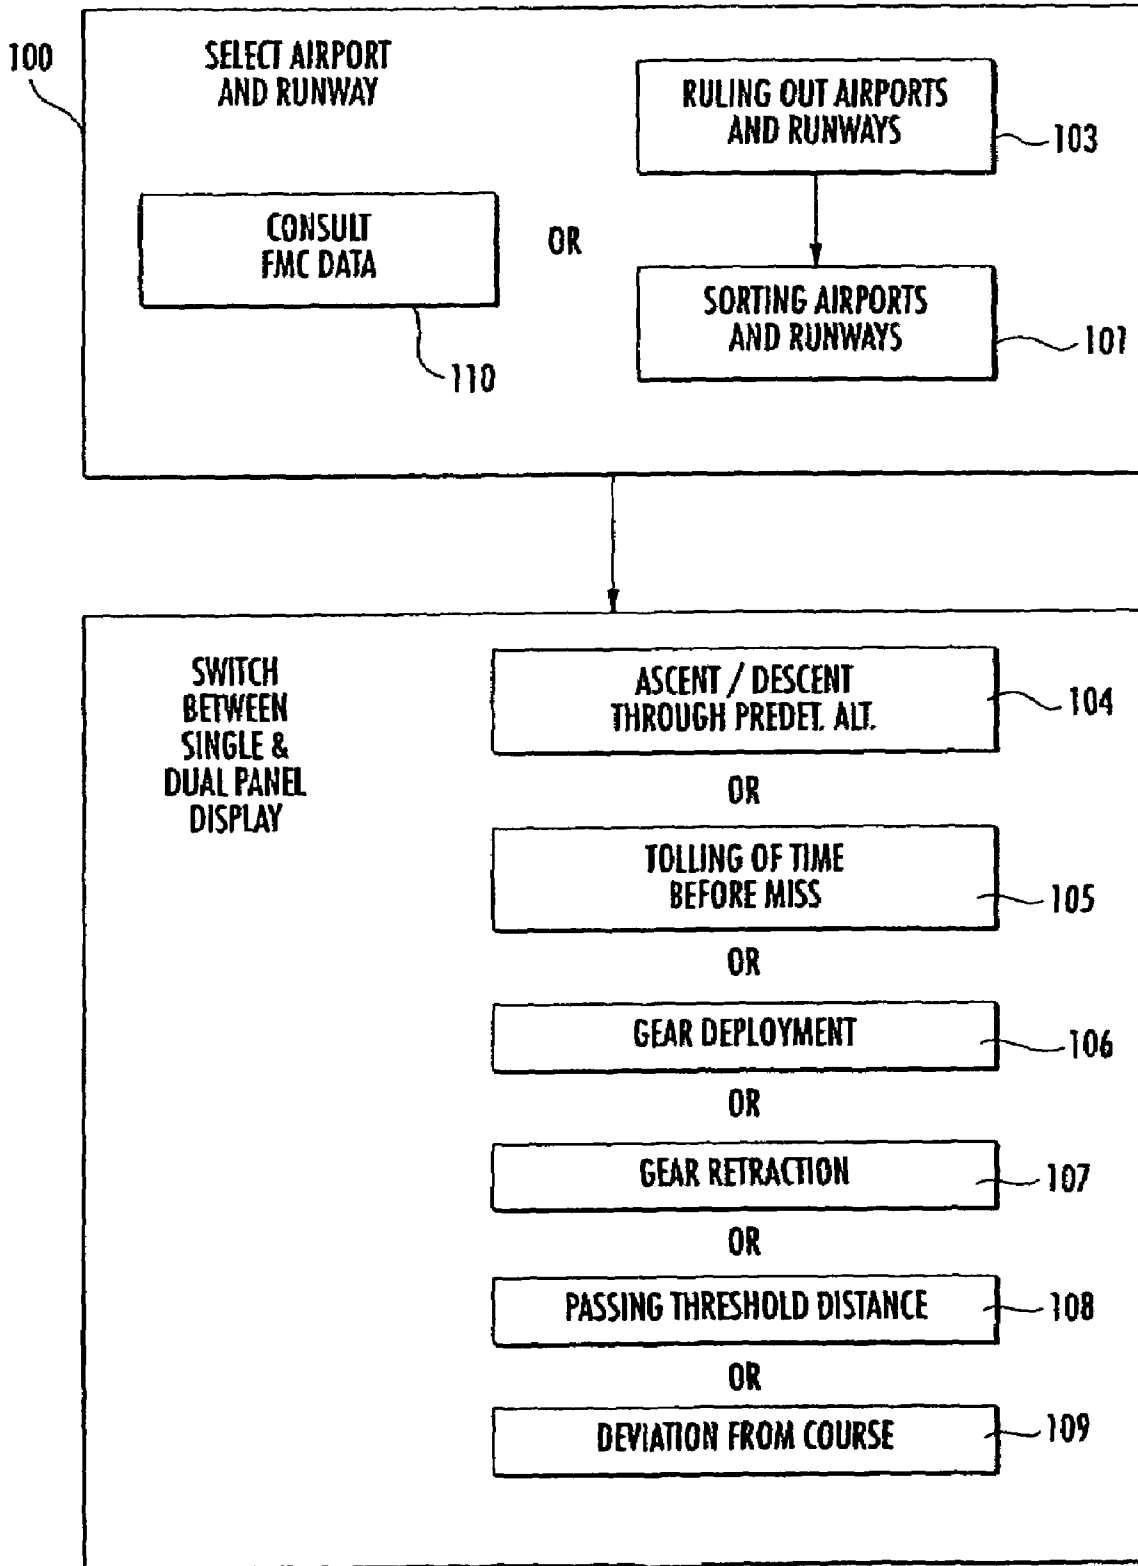 100
SELECT AIRPORT
AND RUNWAY
RULING OUT AIRPORTS
AND RUNWAYS
103
CONSULT
FMC DATA
OR
110
SORTING AIRPORTS
AND RUNWAYS
101
SWITCH
BETWEEN
SINGLE &
DUAL PANEL
DISPLAY
ASCENT / DESCENT
THROUGH PREDET. ALT.
104
OR
TOLLING OF TIME
BEFORE MISS
105
OR
GEAR DEPLOYMENT
106
OR
GEAR RETRACTION
107
OR
PASSING THRESHOLD DISTANCE
108
OR
DEVIATION FROM COURSE
109